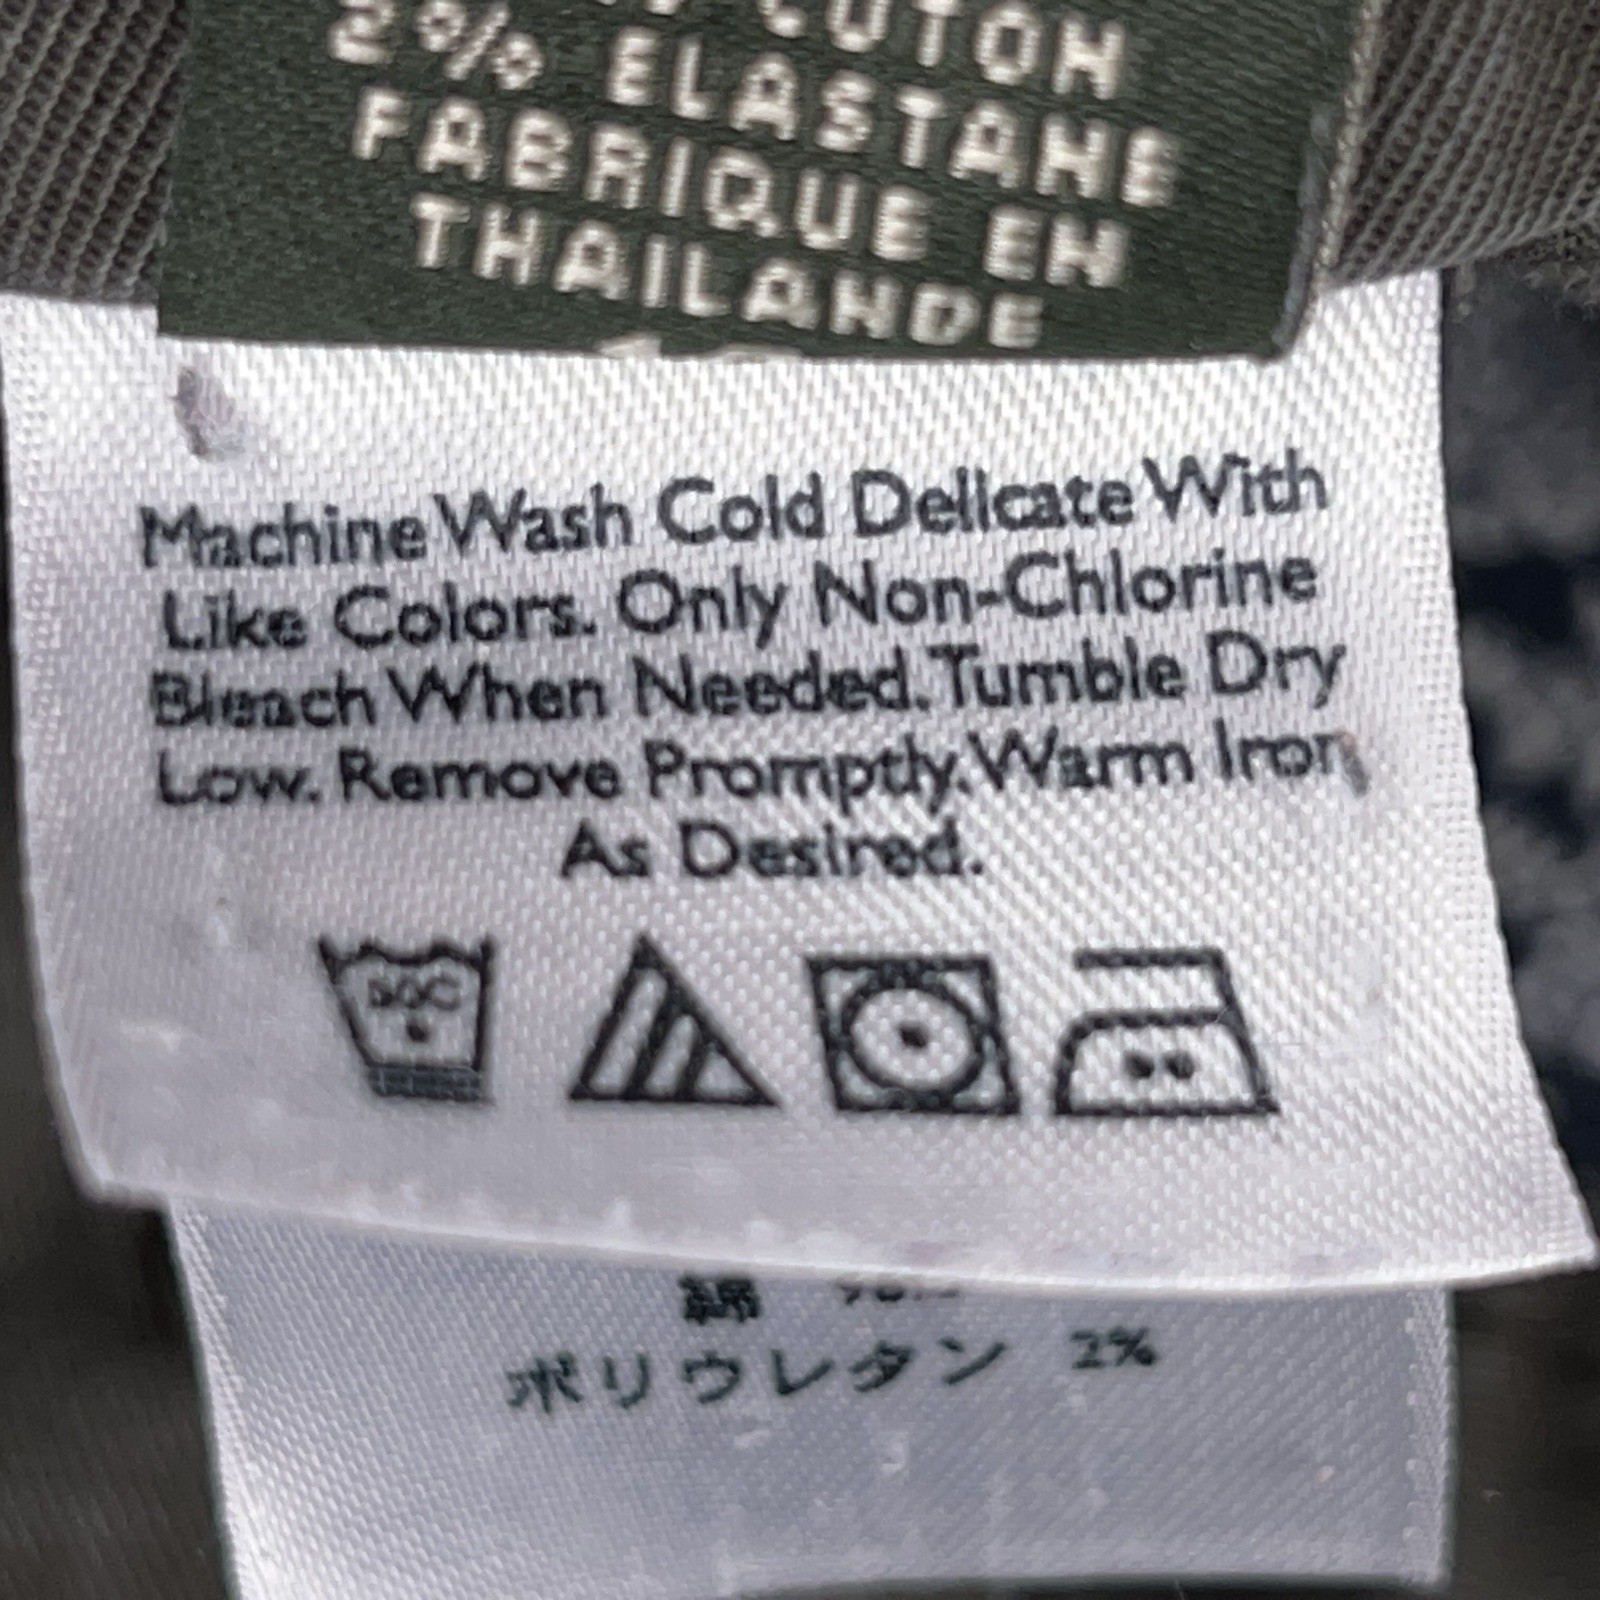 COTON
2% ELASTANE
FABRIQUE EN
THAILANDE
Machine Wash Cold Delicate With
Like Colors. Only Non-Chlorine
Bleach When Needed. Tumble Dry
Low. Remove Promptly. Warm Iron
As Desired.
綿
ポリウレタン 2%